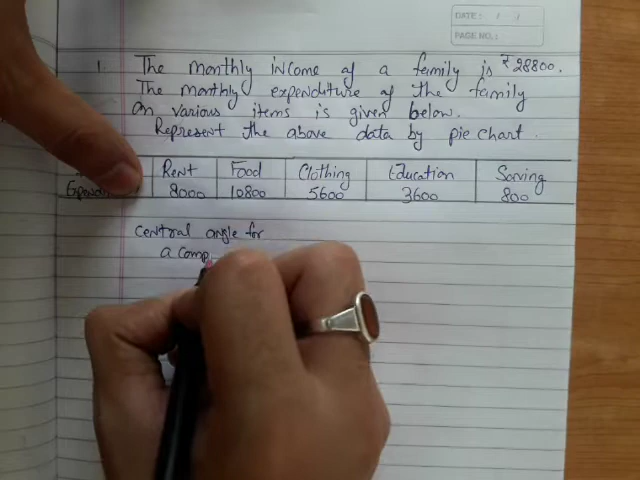 DATE: / /
PAGE NO.:
1. The monthly income of a family is ₹28800.
The monthly expenditure of the family
on various items is given below.
Represent the above data by pie chart.
Rent Food Clothing Education Saving
8000 10800 5600 3600 800
central angle for
a comp